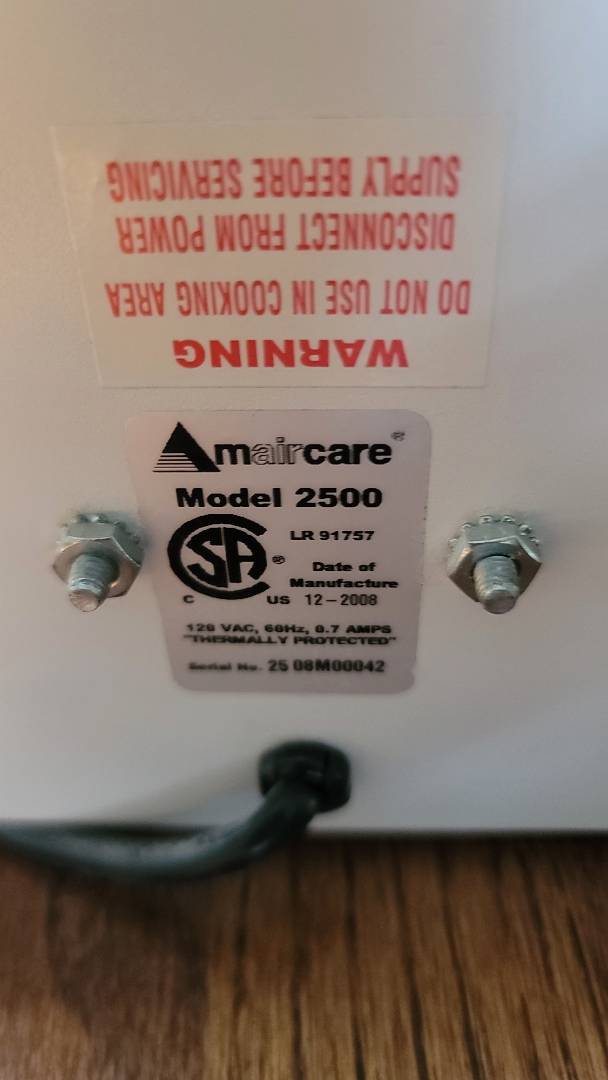 WARNING
DO NOT USE IN COOKING AREA
DISCONNECT FROM POWER
SUPPLY BEFORE SERVICING
Amaircare®
Model 2500
CSA ®
C US
LR 91757
Date of
Manufacture
12-2008
120 VAC, 60Hz, 0.7 AMPS
"THERMALLY PROTECTED"
Serial No. 25 08M00042